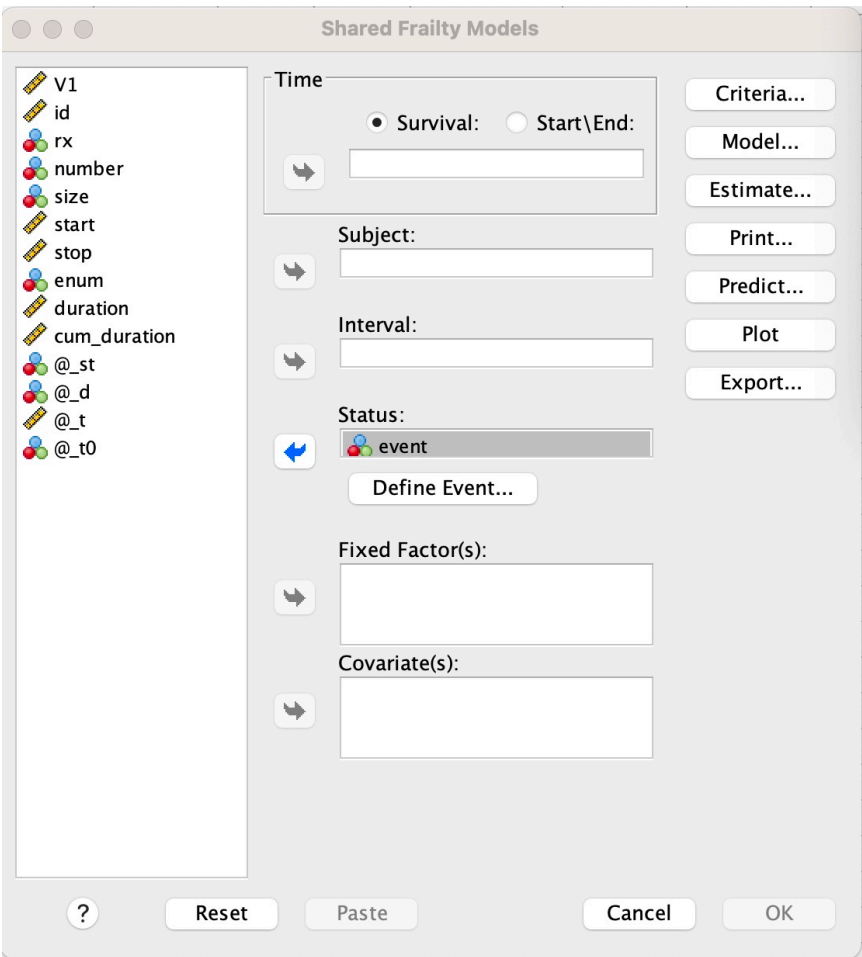 Shared Frailty Models
V1
id
rx
number
size
start
stop
enum
duration
cum_duration
@_st
@_d
@_t
@_t0
Time
Survival:
Start\End:
Subject:
Interval:
Status:
event
Define Event...
Fixed Factor(s):
Covariate(s):
Criteria...
Model...
Estimate...
Print...
Predict...
Plot
Export...
?
Reset
Paste
Cancel
OK